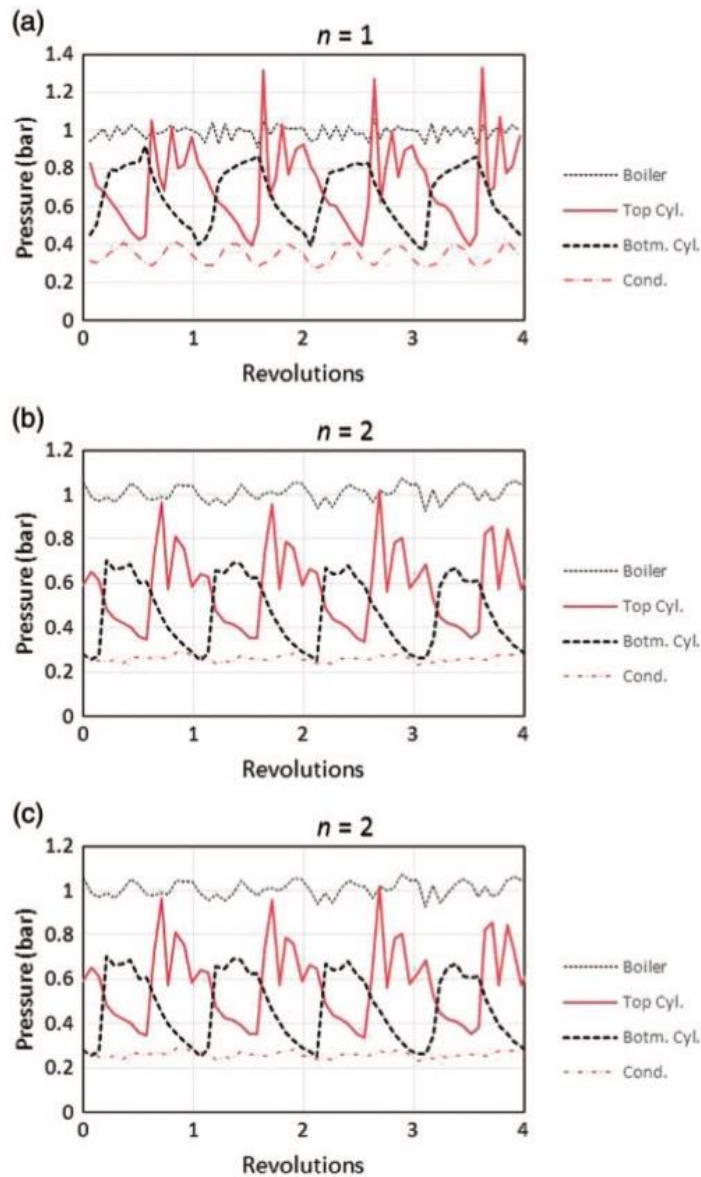 (a)
n = 1
Pressure (bar)
1.4
1.2
1
0.8
0.6
0.4
0.2
0
0 1 2 3 4
Revolutions
Boiler
Top Cyl.
Botm. Cyl.
Cond.
(b)
n = 2
Pressure (bar)
1.2
1
0.8
0.6
0.4
0.2
0
0 1 2 3 4
Revolutions
Boiler
Top Cyl.
Botm. Cyl.
Cond.
(c)
n = 2
Pressure (bar)
1.2
1
0.8
0.6
0.4
0.2
0
0 1 2 3 4
Revolutions
Boiler
Top Cyl.
Botm. Cyl.
Cond.